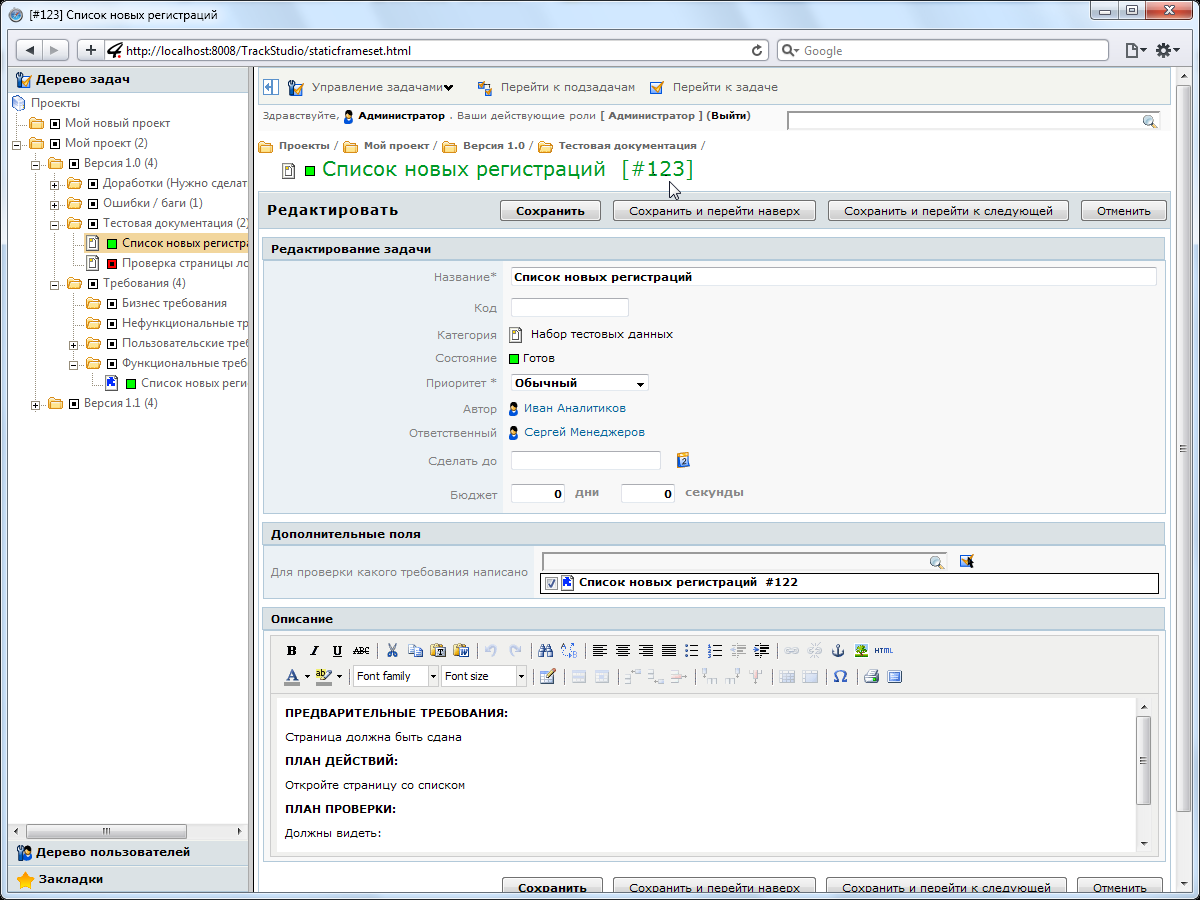 [#123] Список новых регистраций
http://localhost:8008/TrackStudio/staticframeset.html
Google
Дерево задач
Проекты
Мой новый проект
Мой проект (2)
Версия 1.0 (4)
Доработки (Нужно сделат
Ошибки / баги (1)
Тестовая документация (2)
Список новых регистра
Проверка страницы ло
Требования (4)
Бизнес требования
Нефункциональные тр
Пользовательские треб
Функциональные треб
Список новых реги
Версия 1.1 (4)
Дерево пользователей
Закладки
Управление задачами Перейти к подзадачам Перейти к задаче
Здравствуйте, Администратор . Ваши действующие роли [ Администратор ] (Выйти)
Проекты / Мой проект / Версия 1.0 / Тестовая документация /
Список новых регистраций [#123]
Редактировать Сохранить Сохранить и перейти наверх Сохранить и перейти к следующей Отменить
Редактирование задачи
Название* Список новых регистраций
Код
Категория Набор тестовых данных
Состояние Готов
Приоритет * Обычный
Автор Иван Аналитиков
Ответственный Сергей Менеджеров
Сделать до 2
Бюджет 0 дни 0 секунды
Дополнительные поля
Для проверки какого требования написано
Список новых регистраций #122
Описание
B I U ABC HTML
A ab Font family Font size Ω
ПРЕДВАРИТЕЛЬНЫЕ ТРЕБОВАНИЯ:
Страница должна быть сдана
ПЛАН ДЕЙСТВИЙ:
Откройте страницу со списком
ПЛАН ПРОВЕРКИ:
Должны видеть:
Сохранить Сохранить и перейти наверх Сохранить и перейти к следующей Отменить